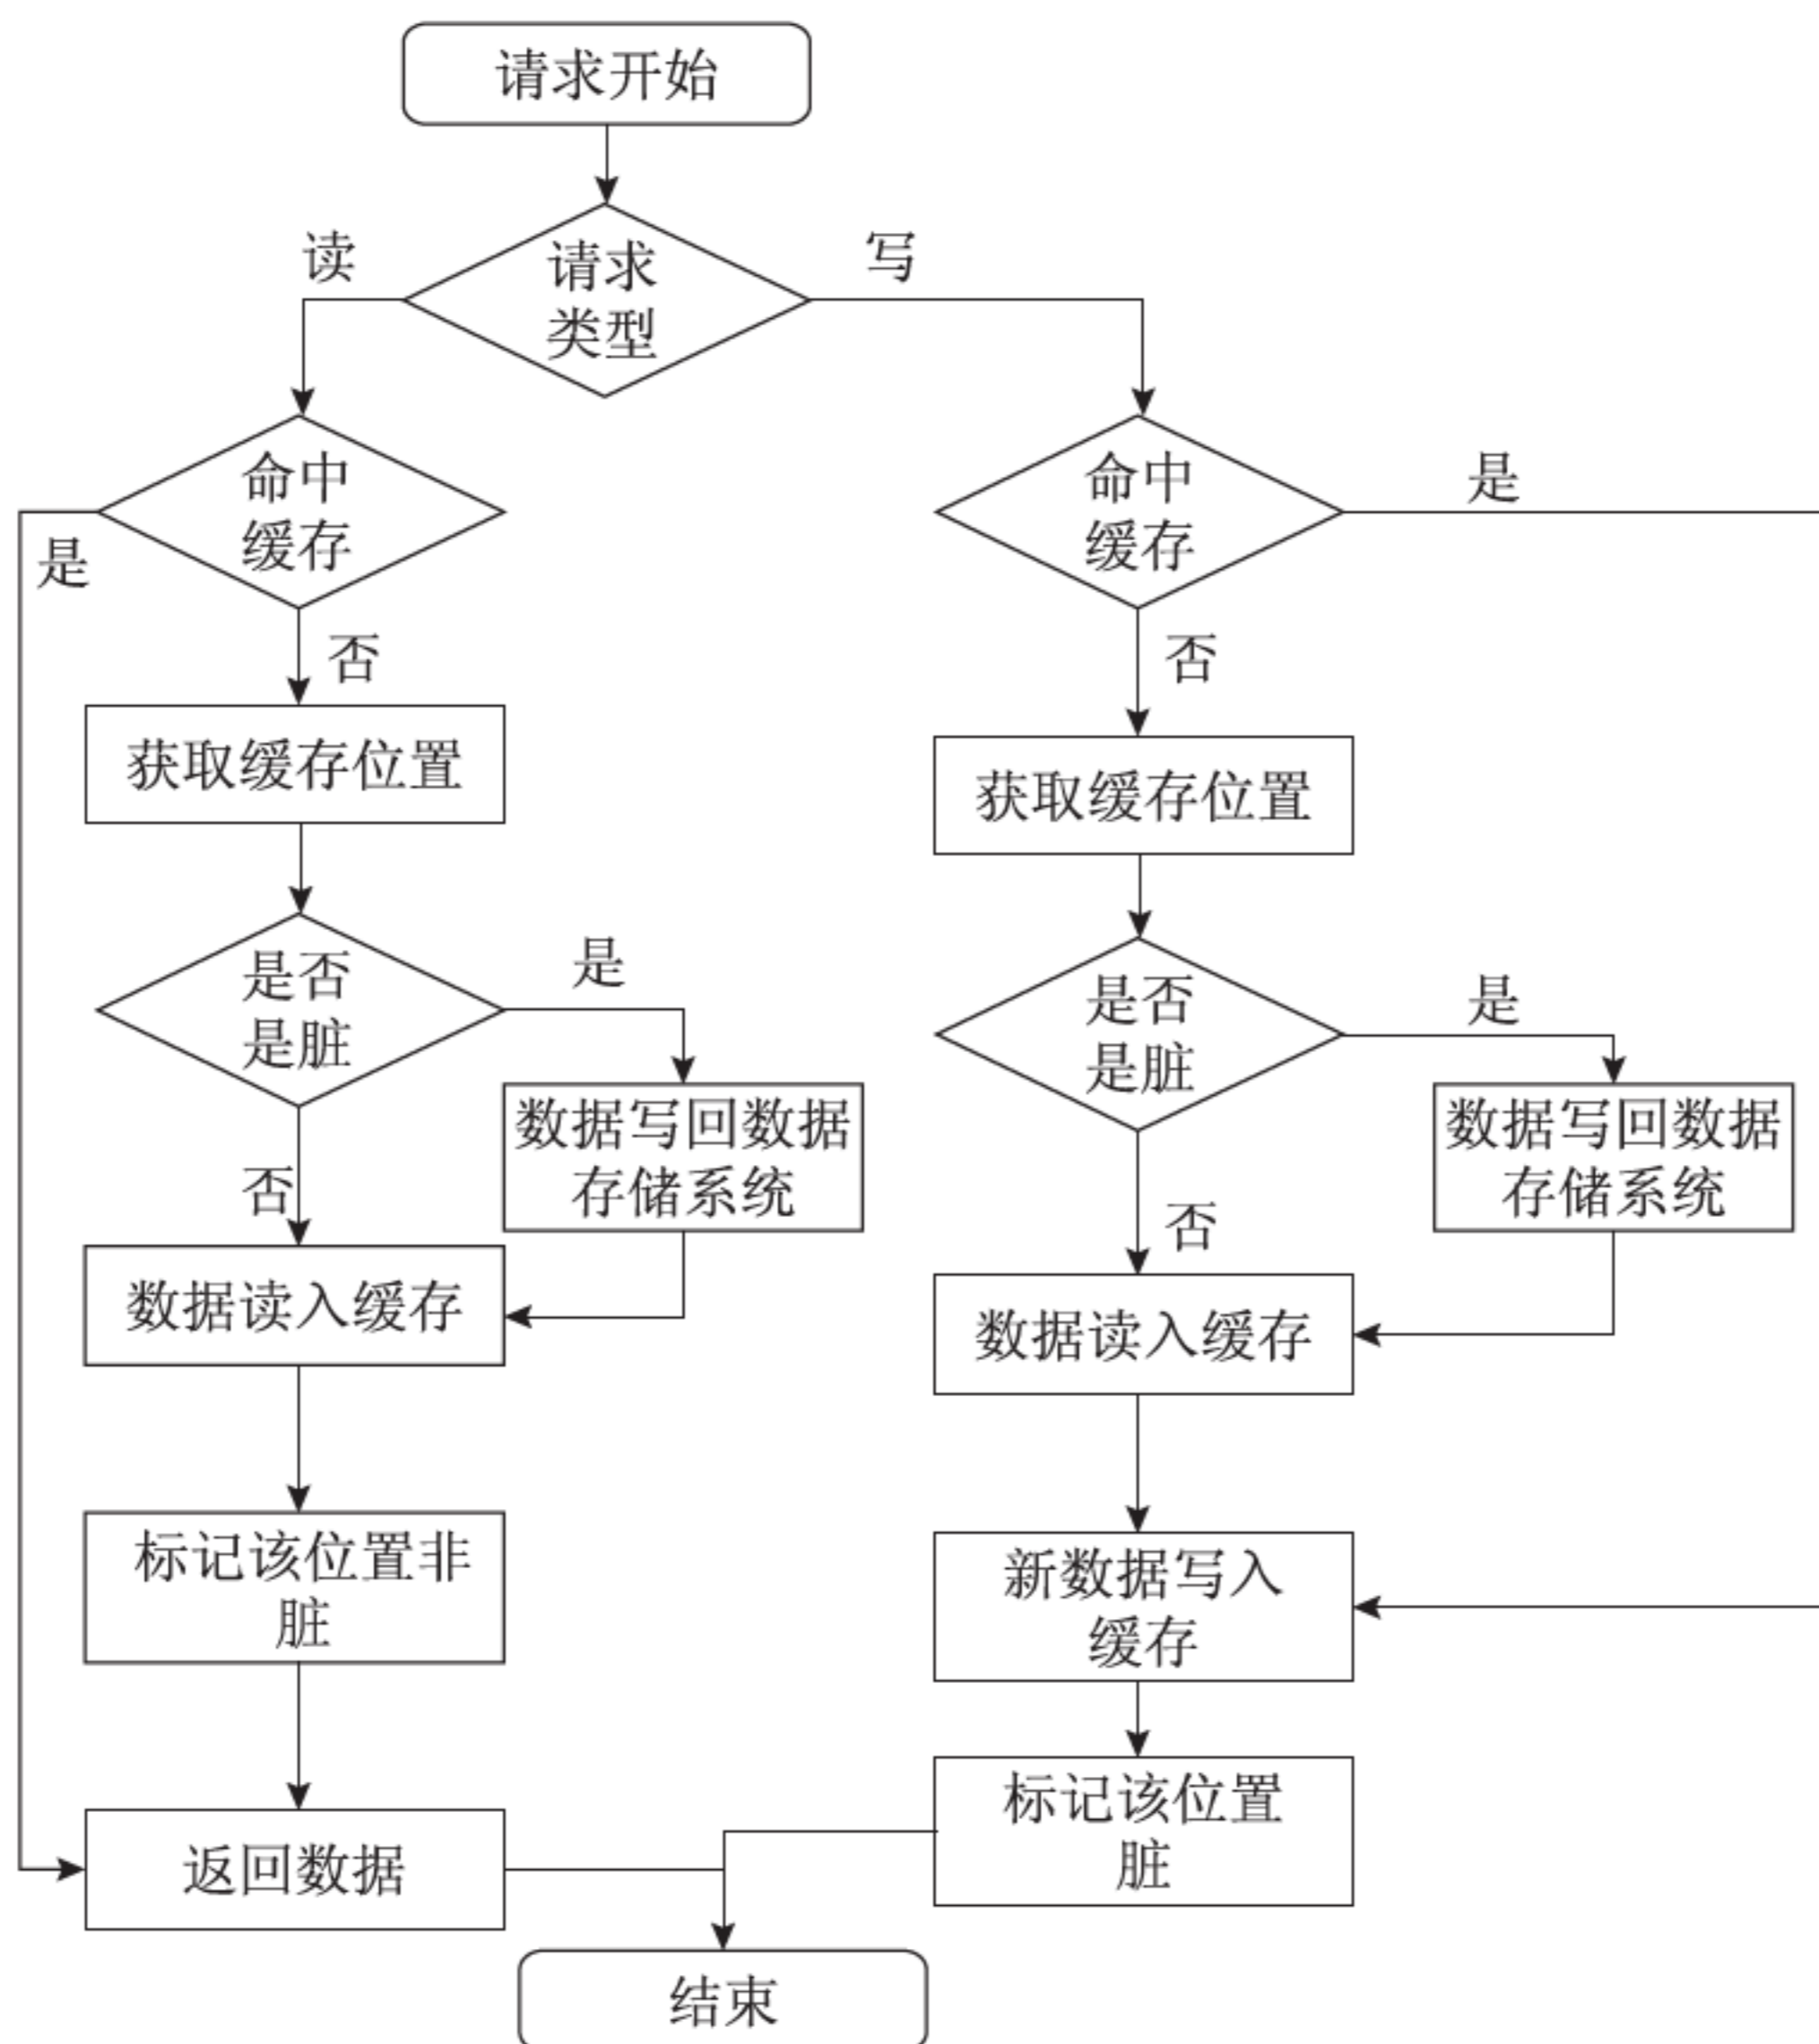 请求开始
请求
类型
读
写
命中
缓存
是
否
获取缓存位置
是否
是脏
是
数据写回数据
存储系统
否
数据读入缓存
标记该位置非
脏
返回数据
命中
缓存
是
否
获取缓存位置
是否
是脏
是
数据写回数据
存储系统
否
数据读入缓存
新数据写入
缓存
标记该位置
脏
结束